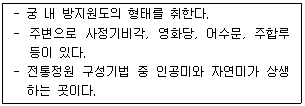 - 궁 내 방지원도의 형태를 취한다.
- 주변으로 사정기비각, 영화당, 어수문, 주합루
등이 있다.
- 전통정원 구성기법 중 인공미와 자연미가 상생
하는 곳이다.